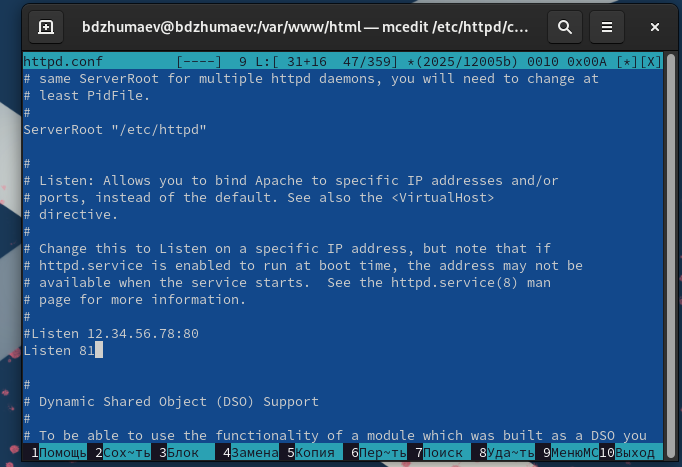 bdzhumaev@bdzhumaev:/var/www/html — mcedit /etc/httpd/c…
httpd.conf [----] 9 L:[ 31+16 47/359] *(2025/12005b) 0010 0x00A [*][X]
# same ServerRoot for multiple httpd daemons, you will need to change at
# least PidFile.
#
ServerRoot "/etc/httpd"
#
# Listen: Allows you to bind Apache to specific IP addresses and/or
# ports, instead of the default. See also the <VirtualHost>
# directive.
#
# Change this to Listen on a specific IP address, but note that if
# httpd.service is enabled to run at boot time, the address may not be
# available when the service starts.  See the httpd.service(8) man
# page for more information.
#
#Listen 12.34.56.78:80
Listen 81
#
# Dynamic Shared Object (DSO) Support
#
# To be able to use the functionality of a module which was built as a DSO you
1Помощь 2Сох~ть 3Блок 4Замена 5Копия 6Пер~ть 7Поиск 8Уда~ть 9МенюMC 10Выход